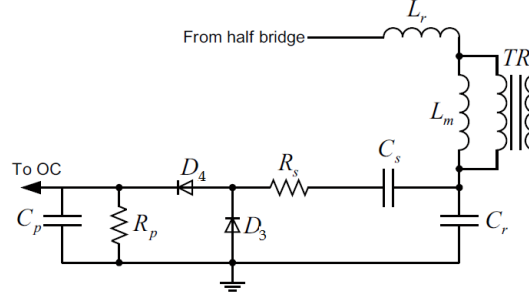 L_r
From half bridge
TR
L_m
C_s
R_s
D_4
To OC
C_p
R_p
D_3
C_r